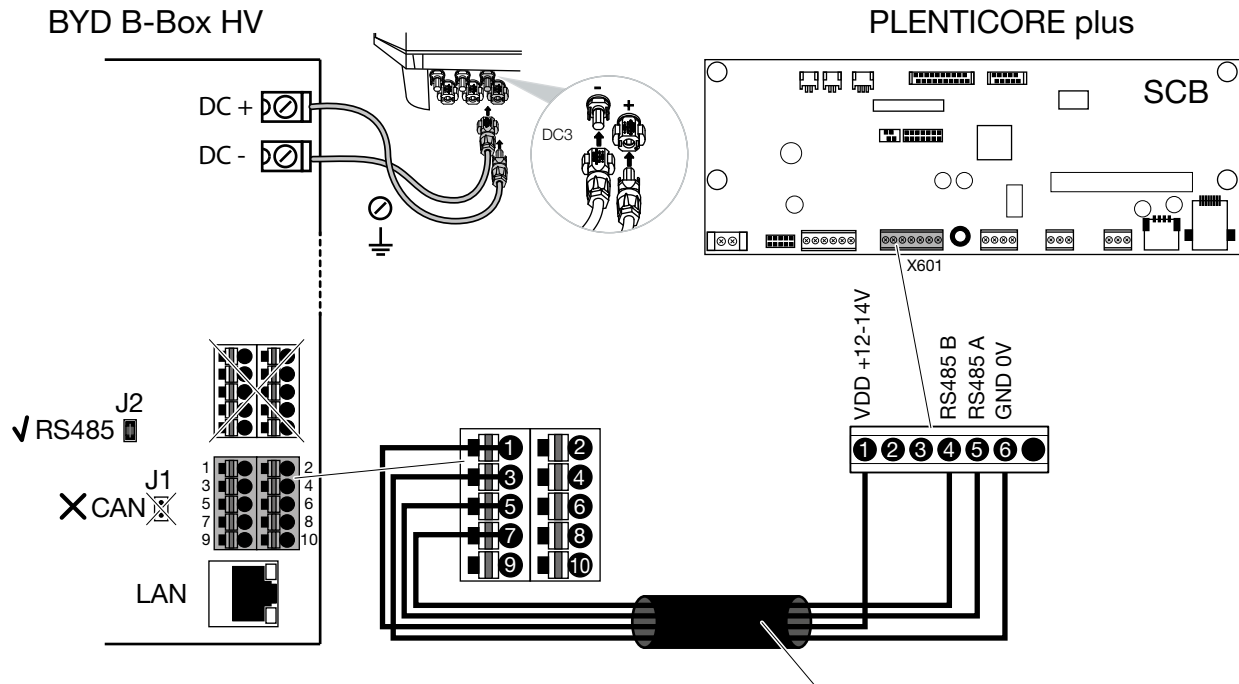 BYD B-Box HV
PLENTICORE plus
DC +
DC -
- +
DC3
SCB
X601
VDD +12-14V
RS485 B
RS485 A
GND 0V
J2
RS485
J1
CAN
1 2
3 4
5 6
7 8
9 10
LAN
1 2
3 4
5 6
7 8
9 10
1 2 3 4 5 6